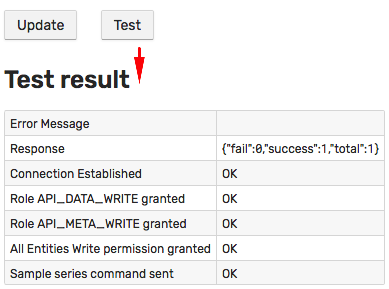 Update Test
Test result
Error Message
Response {"fail":0,"success":1,"total":1}
Connection Established OK
Role API_DATA_WRITE granted OK
Role API_META_WRITE granted OK
All Entities Write permission granted OK
Sample series command sent OK